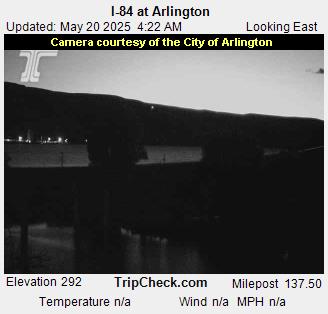 I-84 at Arlington
Updated: May 20 2025 4:22 AM Looking East
Camera courtesy of the City of Arlington
Elevation 292 TripCheck.com Milepost 137.50
Temperature n/a Wind n/a MPH n/a